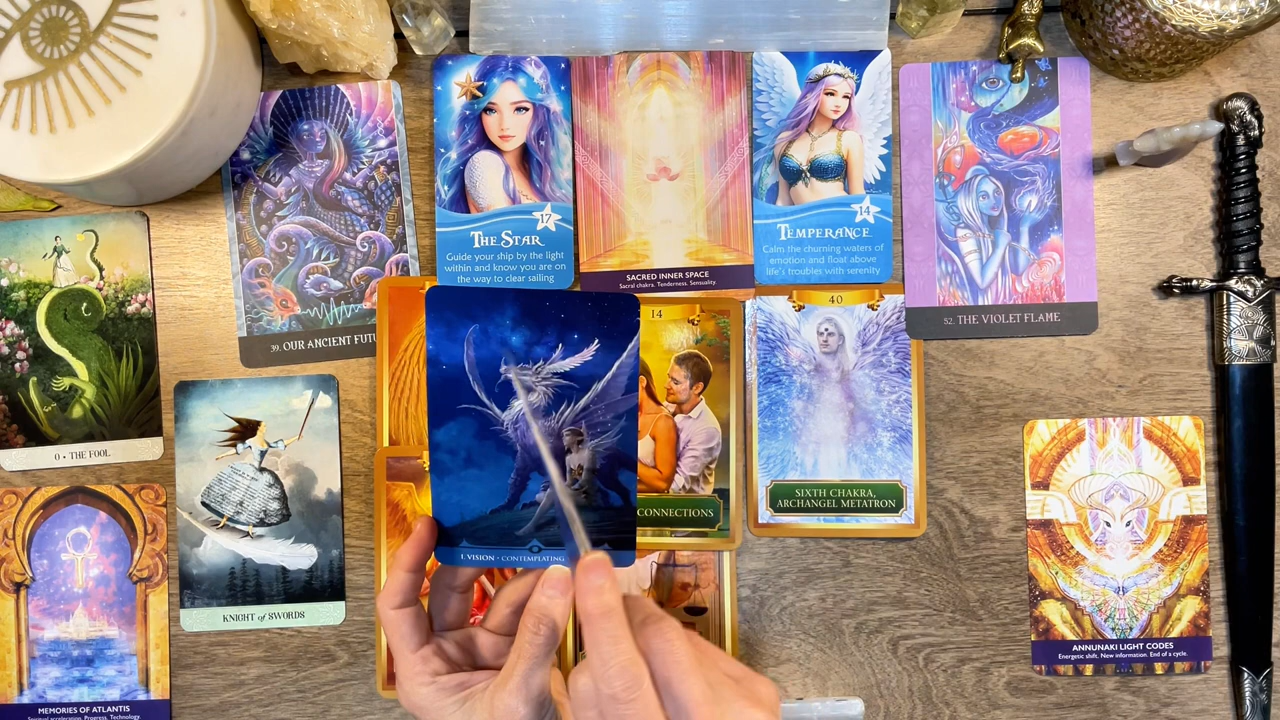 17
THE STAR
Guide your ship by the light
within and know you are on
the way to clear sailing
SACRED INNER SPACE
Sacral chakra. Tenderness. Sensuality.
14
TEMPERANCE
Calm the churning waters of
emotion and float above
life's troubles with serenity
52. THE VIOLET FLAME
39. OUR ANCIENT FUTU
0 • THE FOOL
KNIGHT of SWORDS
14
CONNECTIONS
40
SIXTH CHAKRA,
ARCHANGEL METATRON
I. VISION • CONTEMPLATING
ANNUNAKI LIGHT CODES
Energetic shift. New information. End of a cycle.
MEMORIES OF ATLANTIS
Spiritual acceleration. Progress. Technology